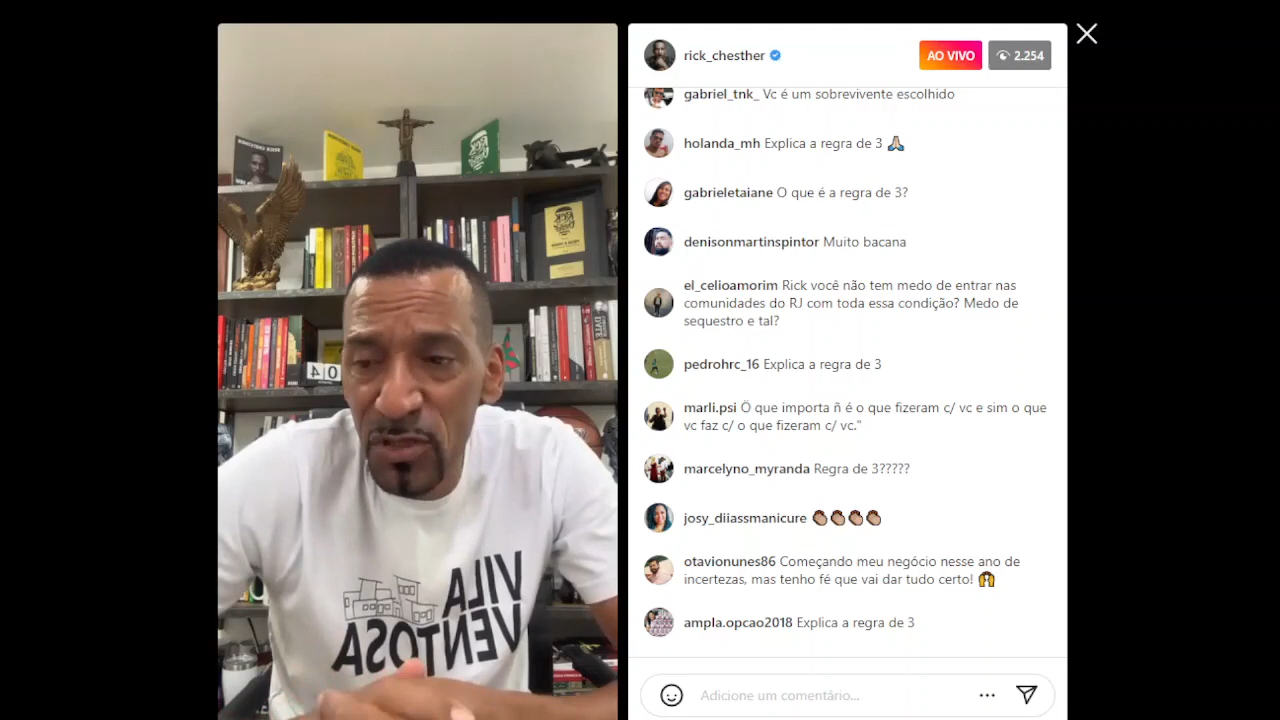 rick_chesther
AO VIVO
2.254
gabriel_tnk_ Vc é um sobrevivente escolhido
holanda_mh Explica a regra de 3 🙏🏼
gabrieletaiane O que é a regra de 3?
denisonmartinspintor Muito bacana
el_celioamorim Rick você não tem medo de entrar nas
comunidades do RJ com toda essa condição? Medo de
sequestro e tal?
pedrohrc_16 Explica a regra de 3
marli.psi Ö que importa ñ é o que fizeram c/ vc e sim o que
vc faz c/ o que fizeram c/ vc."
marcelyno_myranda Regra de 3?????
josy_diiassmanicure 👏🏽👏🏽👏🏽👏🏽
otavionunes86 Começando meu negócio nesse ano de
incertezas, mas tenho fé que vai dar tudo certo! 🙌
ampla.opcao2018 Explica a regra de 3
Adicione um comentário...
04
VILA
VENTOSA